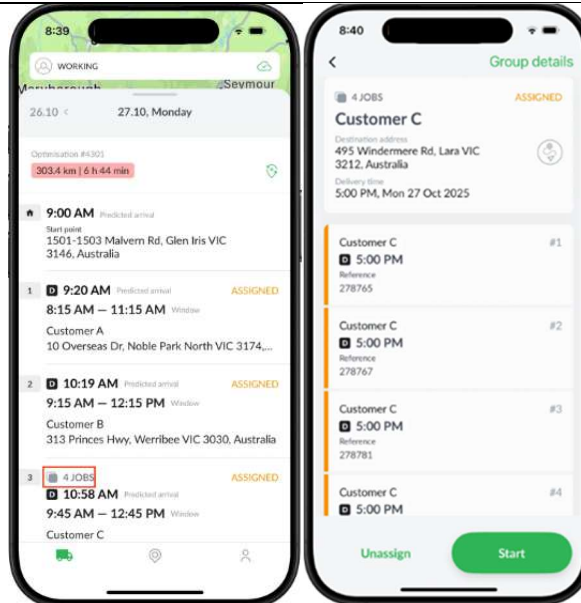 8:39
WORKING
Maryborough
Seymour
26.10 <
27.10, Monday
Optimisation #4301
303.4 km | 6 h 44 min
9:00 AM Predicted arrival
Start point
1501-1503 Malvern Rd, Glen Iris VIC
3146, Australia
1 D 9:20 AM Predicted arrival ASSIGNED
8:15 AM — 11:15 AM Window
Customer A
10 Overseas Dr, Noble Park North VIC 3174,...
2 D 10:19 AM Predicted arrival ASSIGNED
9:15 AM — 12:15 PM Window
Customer B
313 Princes Hwy, Werribee VIC 3030, Australia
3 4 JOBS ASSIGNED
D 10:58 AM Predicted arrival
9:45 AM — 12:45 PM Window
Customer C
8:40
< Group details
4 JOBS ASSIGNED
Customer C
Destination address
495 Windermere Rd, Lara VIC
3212, Australia
Delivery time
5:00 PM, Mon 27 Oct 2025
Customer C #1
D 5:00 PM
Reference
278765
Customer C #2
D 5:00 PM
Reference
278767
Customer C #3
D 5:00 PM
Reference
278781
Customer C #4
D 5:00 PM
Unassign
Start